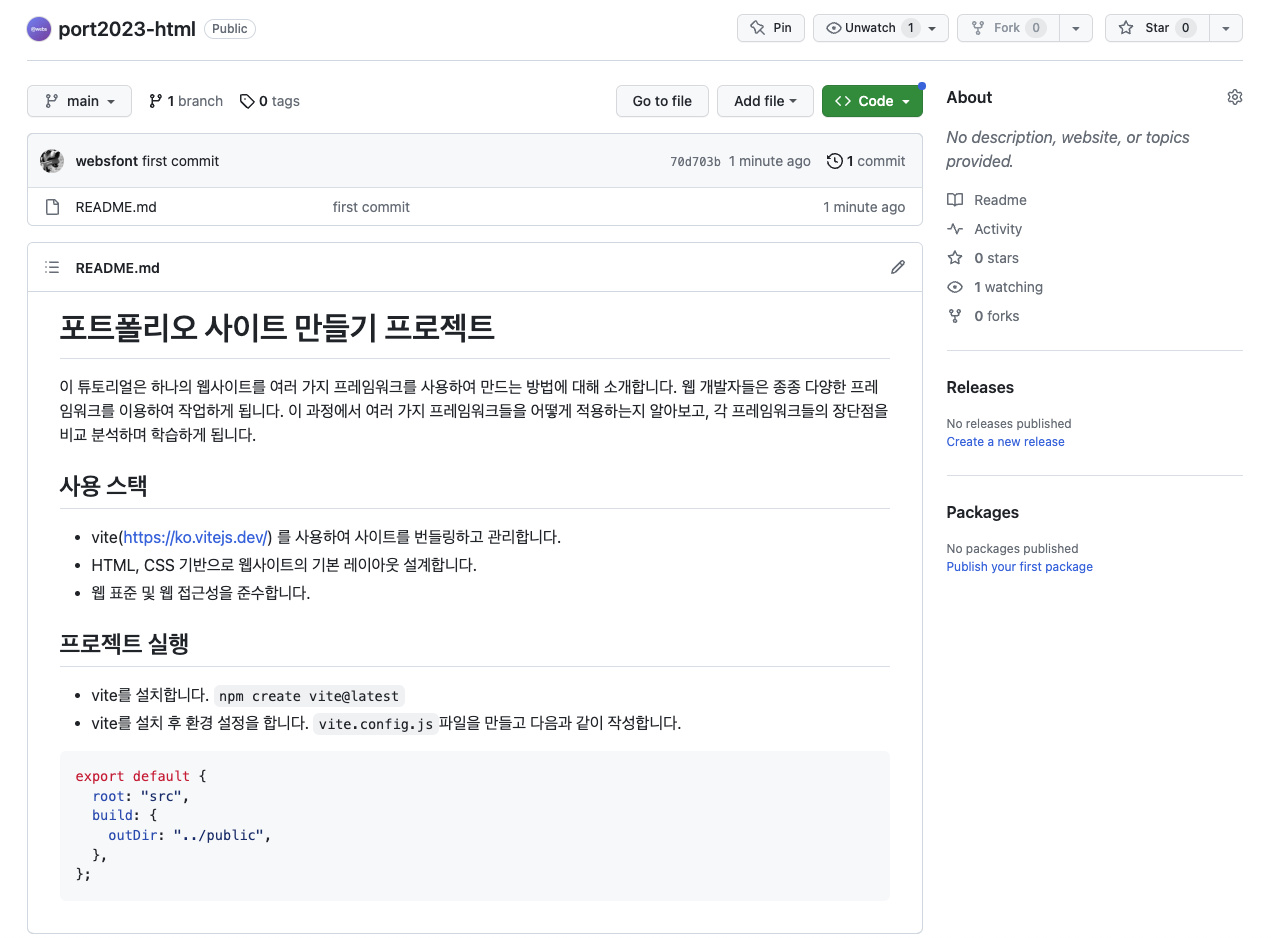 port2023-html Public Pin Unwatch 1 Fork 0 Star 0
main 1 branch 0 tags Go to file Add file Code
websfont first commit 70d703b 1 minute ago 1 commit
README.md first commit 1 minute ago
README.md
포트폴리오 사이트 만들기 프로젝트
이 튜토리얼은 하나의 웹사이트를 여러 가지 프레임워크를 사용하여 만드는 방법에 대해 소개합니다. 웹 개발자들은 종종 다양한 프레
임워크를 이용하여 작업하게 됩니다. 이 과정에서 여러 가지 프레임워크들을 어떻게 적용하는지 알아보고, 각 프레임워크들의 장단점을
비교 분석하며 학습하게 됩니다.
사용 스택
• vite(https://ko.vitejs.dev/) 를 사용하여 사이트를 번들링하고 관리합니다.
• HTML, CSS 기반으로 웹사이트의 기본 레이아웃 설계합니다.
• 웹 표준 및 웹 접근성을 준수합니다.
프로젝트 실행
• vite를 설치합니다. npm create vite@latest
• vite를 설치 후 환경 설정을 합니다. vite.config.js 파일을 만들고 다음과 같이 작성합니다.
export default {
  root: "src",
  build: {
    outDir: "../public",
  },
};
About
No description, website, or topics
provided.
Readme
Activity
0 stars
1 watching
0 forks
Releases
No releases published
Create a new release
Packages
No packages published
Publish your first package